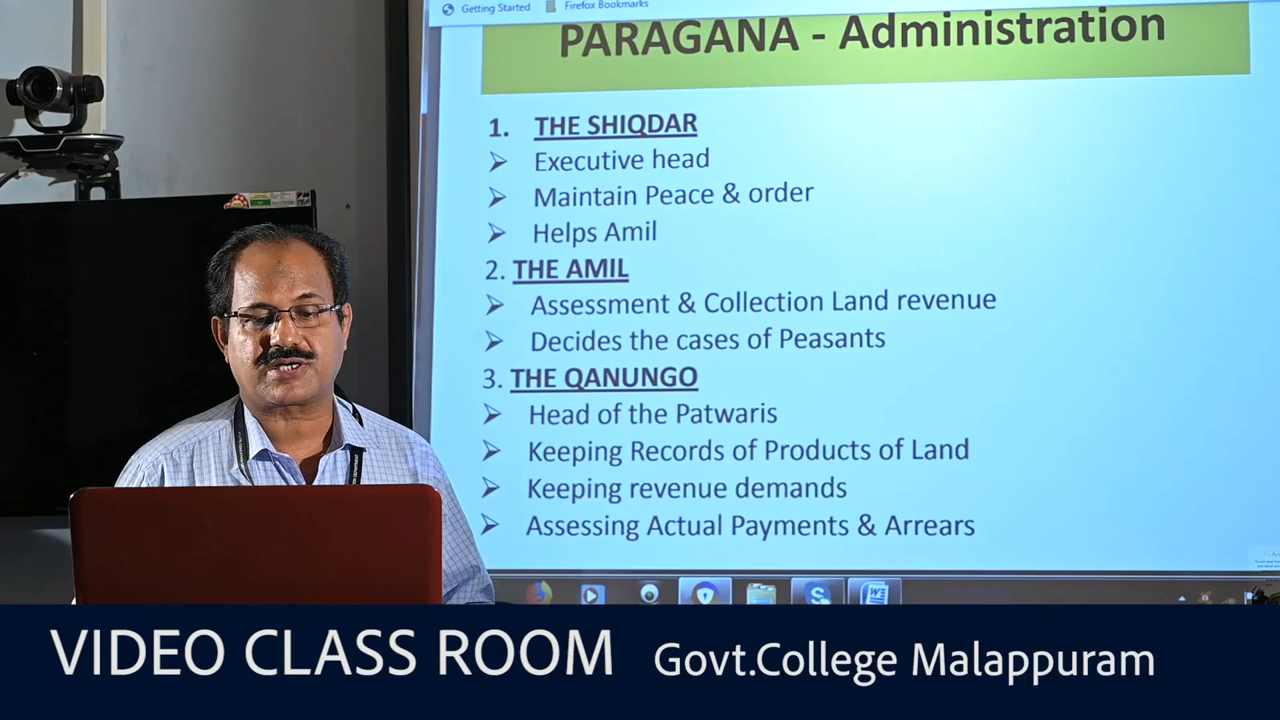 Getting Started Firefox Bookmarks
PARAGANA - Administration
1. THE SHIQDAR
Executive head
Maintain Peace & order
Helps Amil
2. THE AMIL
Assessment & Collection Land revenue
Decides the cases of Peasants
3. THE QANUNGO
Head of the Patwaris
Keeping Records of Products of Land
Keeping revenue demands
Assessing Actual Payments & Arrears
VIDEO CLASS ROOM Govt.College Malappuram